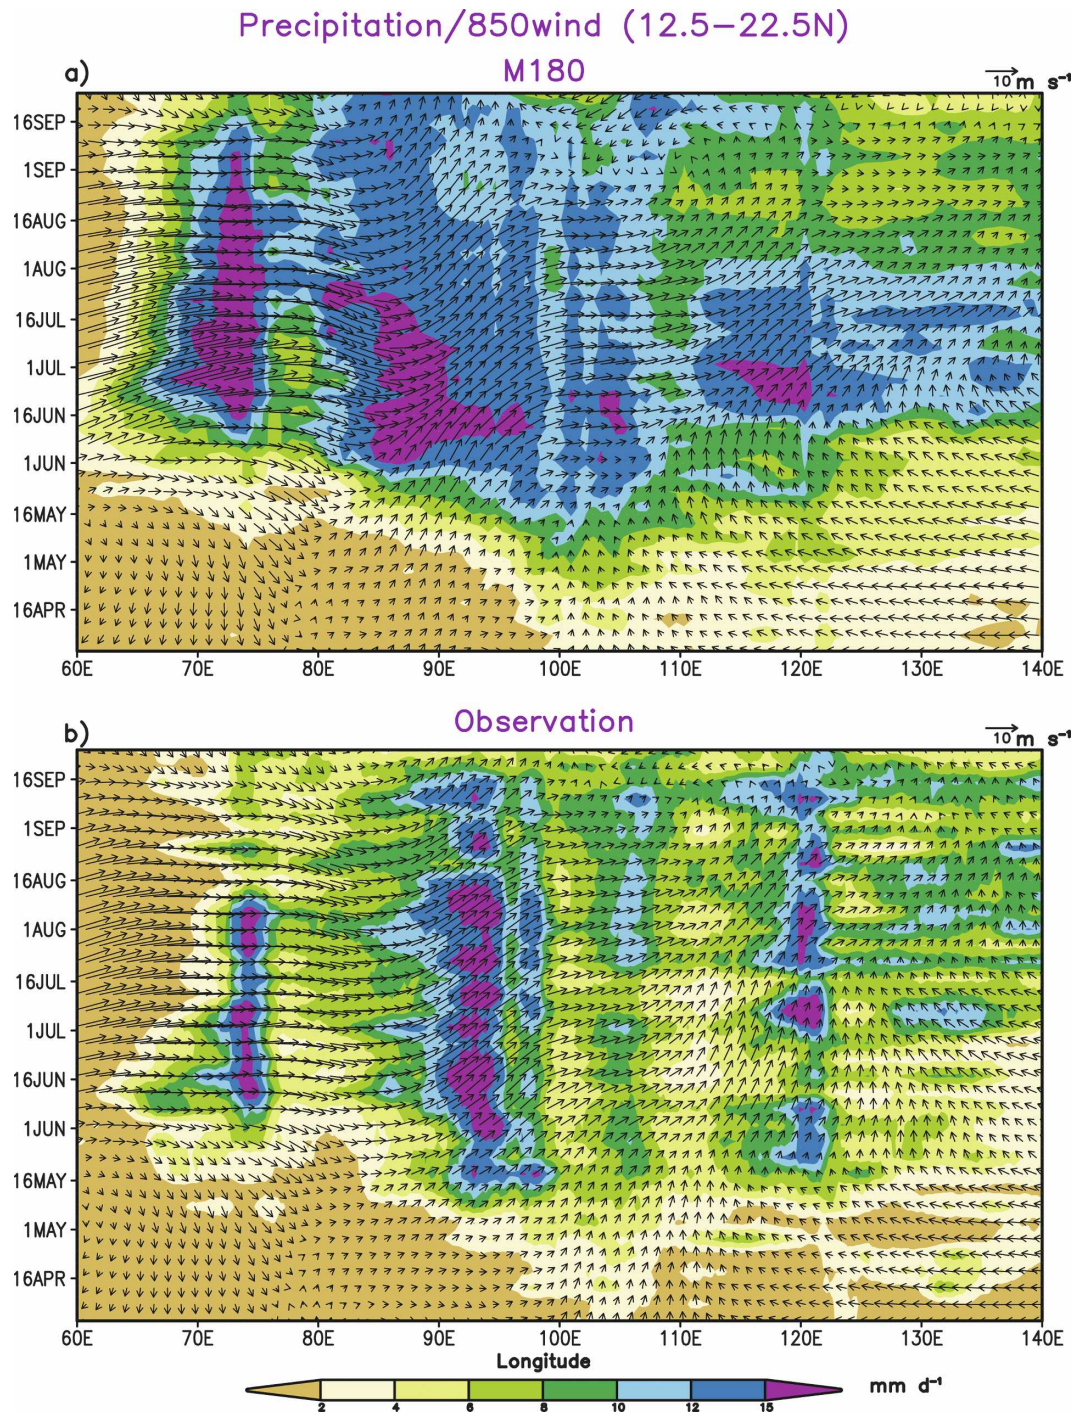 Precipitation/850wind (12.5−22.5N)
M180
a)
10 m s⁻¹
16SEP
1SEP
16AUG
1AUG
16JUL
1JUL
16JUN
1JUN
16MAY
1MAY
16APR
60E 70E 80E 90E 100E 110E 120E 130E 140E
Observation
b)
10 m s⁻¹
16SEP
1SEP
16AUG
1AUG
16JUL
1JUL
16JUN
1JUN
16MAY
1MAY
16APR
60E 70E 80E 90E 100E 110E 120E 130E 140E
Longitude
mm d⁻¹
2 4 6 8 10 12 15